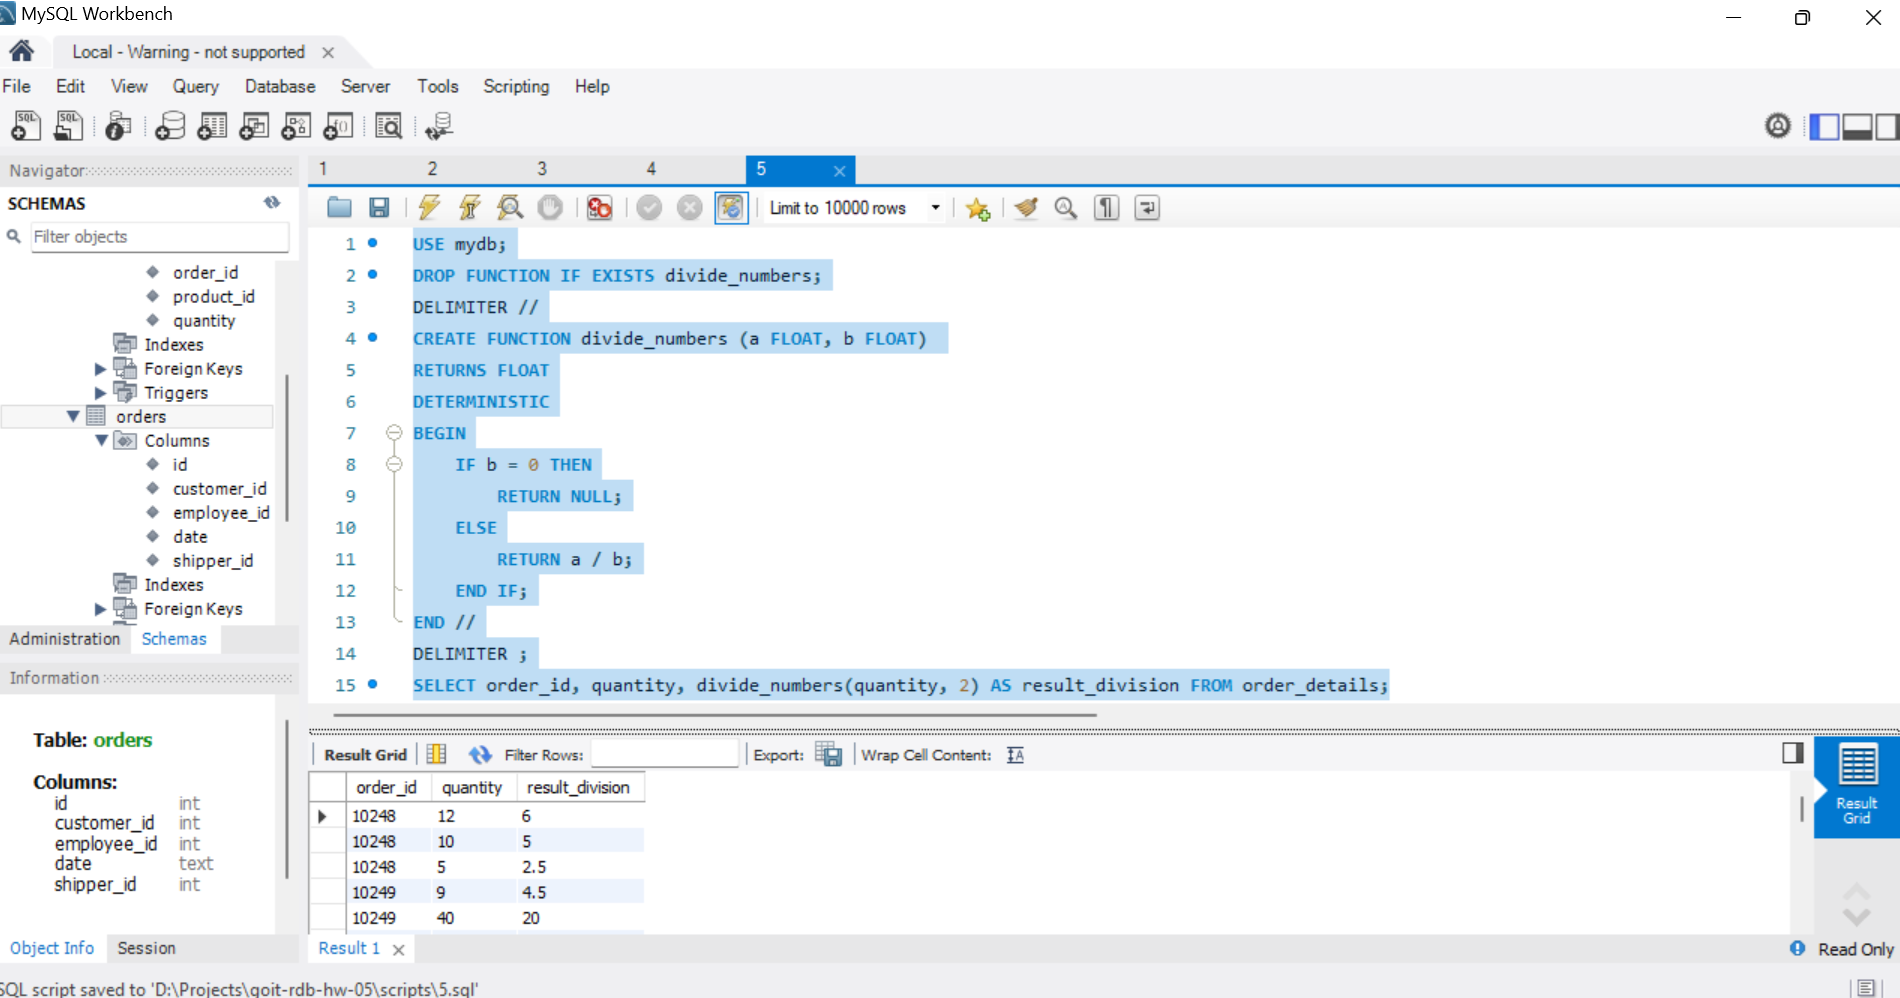 MySQL Workbench
Local - Warning - not supported
File Edit View Query Database Server Tools Scripting Help
Navigator
SCHEMAS
Filter objects
order_id
product_id
quantity
Indexes
Foreign Keys
Triggers
orders
Columns
id
customer_id
employee_id
date
shipper_id
Indexes
Foreign Keys
Administration Schemas
Information
Table: orders
Columns:
id int
customer_id int
employee_id int
date text
shipper_id int
Object Info Session
1 2 3 4 5
Limit to 10000 rows
1 USE mydb;
2 DROP FUNCTION IF EXISTS divide_numbers;
3 DELIMITER //
4 CREATE FUNCTION divide_numbers (a FLOAT, b FLOAT)
5 RETURNS FLOAT
6 DETERMINISTIC
7 BEGIN
8 IF b = 0 THEN
9 RETURN NULL;
10 ELSE
11 RETURN a / b;
12 END IF;
13 END //
14 DELIMITER ;
15 SELECT order_id, quantity, divide_numbers(quantity, 2) AS result_division FROM order_details;
Result Grid Filter Rows: Export: Wrap Cell Content:
order_id quantity result_division
10248 12 6
10248 10 5
10248 5 2.5
10249 9 4.5
10249 40 20
Result
Grid
Result 1
Read Only
SQL script saved to 'D:\Projects\goit-rdb-hw-05\scripts\5.sql'